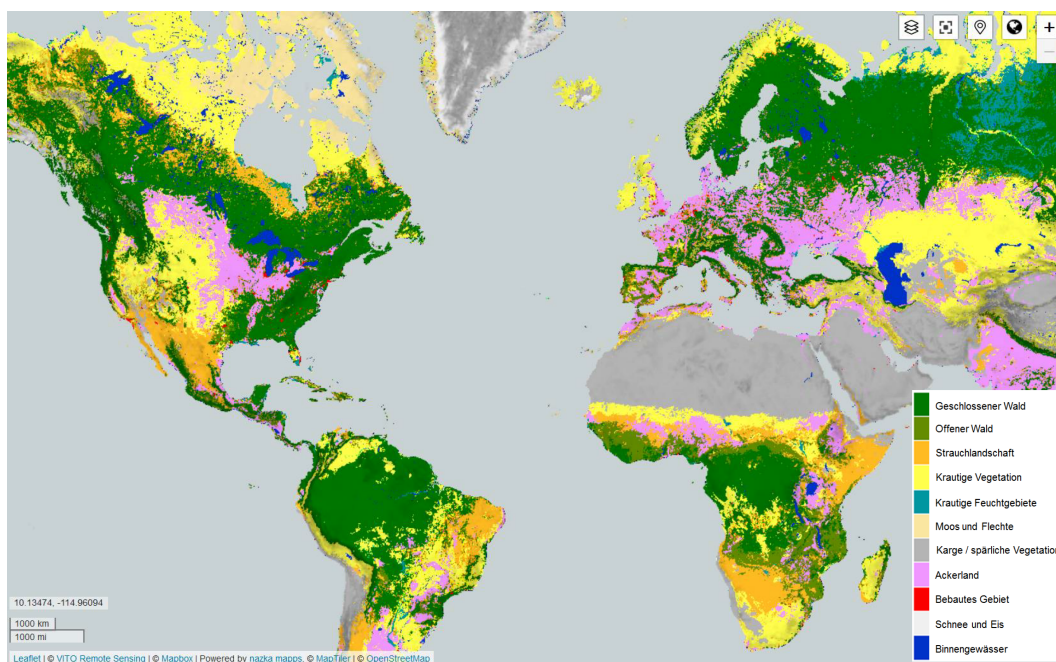 +
−
Geschlossener Wald
Offener Wald
Strauchlandschaft
Krautige Vegetation
Krautige Feuchtgebiete
Moos und Flechte
Karge / spärliche Vegetation
Ackerland
Bebautes Gebiet
Schnee und Eis
Binnengewässer
10.13474, -114.96094
1000 km
1000 mi
Leaflet | © VITO Remote Sensing | © Mapbox | Powered by nazka mapps, © MapTiler | © OpenStreetMap